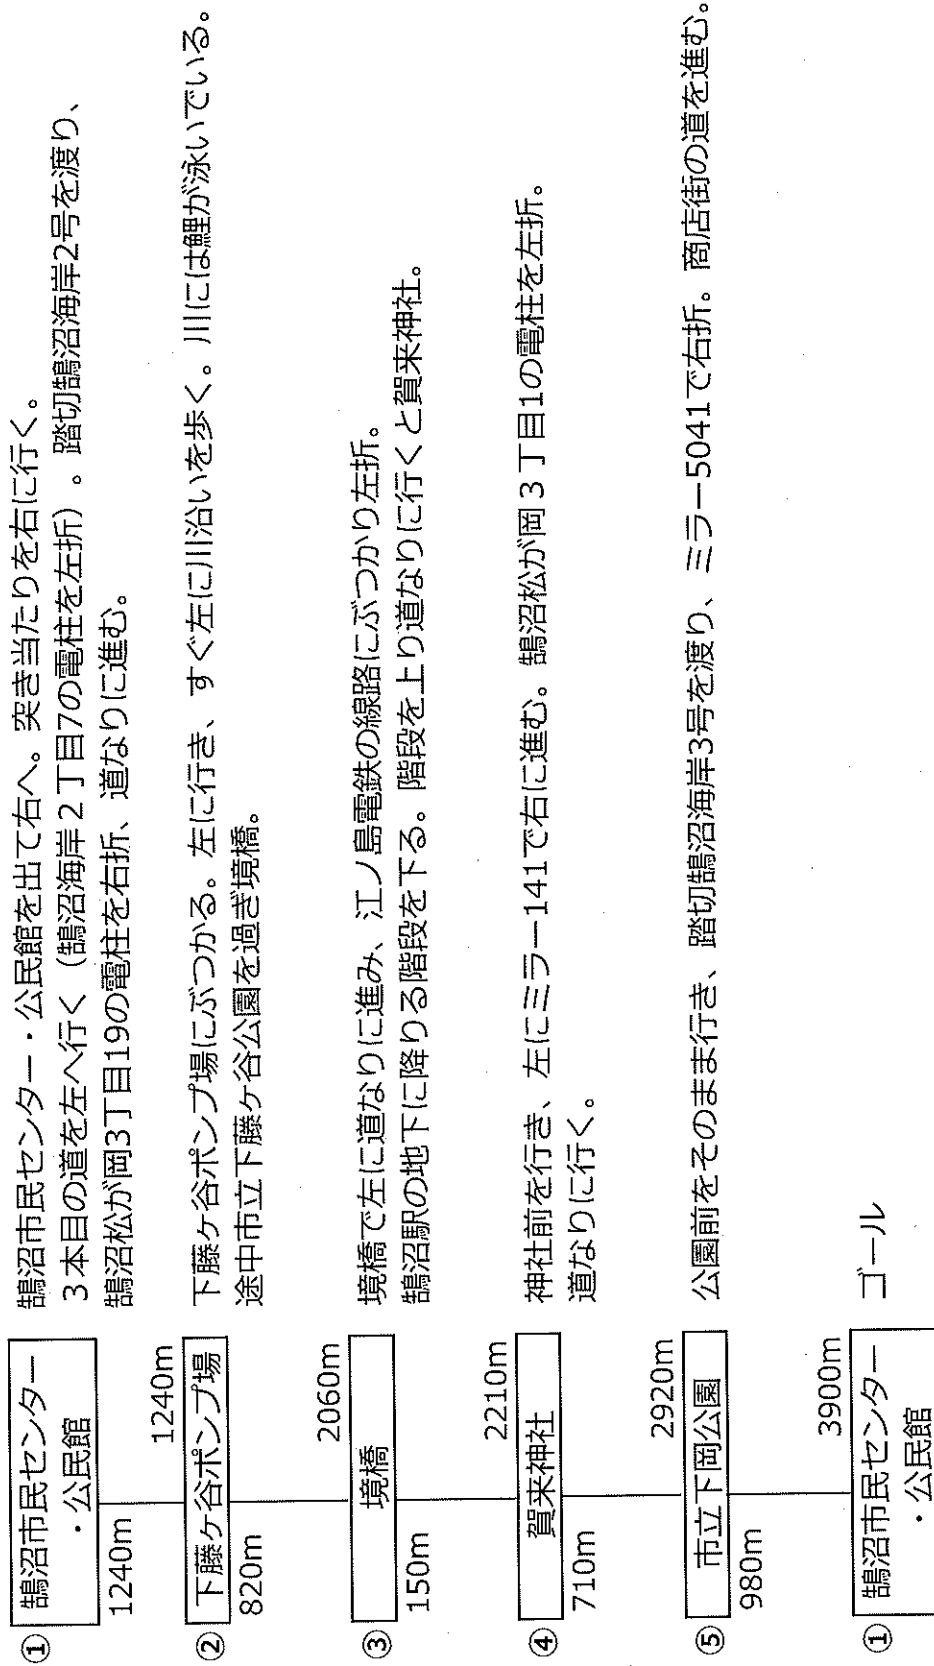 ① 鵠沼市民センター
・公民館
鵠沼市民センター・公民館を出て右へ。突き当たりを右に行く。
3本目の道を左へ行く（鵠沼海岸２丁目7の電柱を左折）。踏切鵠沼海岸2号を渡り、
鵠沼松が岡3丁目19の電柱を右折、道なりに進む。
1240m
1240m
② 下藤ヶ谷ポンプ場
下藤ヶ谷ポンプ場にぶつかる。左に行き、すぐ左に川沿いを歩く。川には鯉が泳いでいる。
途中市立下藤ヶ谷公園を過ぎ境橋。
820m
2060m
③ 境橋
境橋で左に道なりに進み、江ノ島電鉄の線路にぶつかり左折。
鵠沼駅の地下に降りる階段を下る。階段を上り道なりに行くと賀来神社。
150m
2210m
④ 賀来神社
神社前を行き、左にミラー141で右に進む。鵠沼松が岡３丁目1の電柱を左折。
道なりに行く。
710m
2920m
⑤ 市立下岡公園
公園前をそのまま行き、踏切鵠沼海岸3号を渡り、ミラー5041で右折。商店街の道を進む。
980m
3900m
① 鵠沼市民センター
・公民館
ゴール